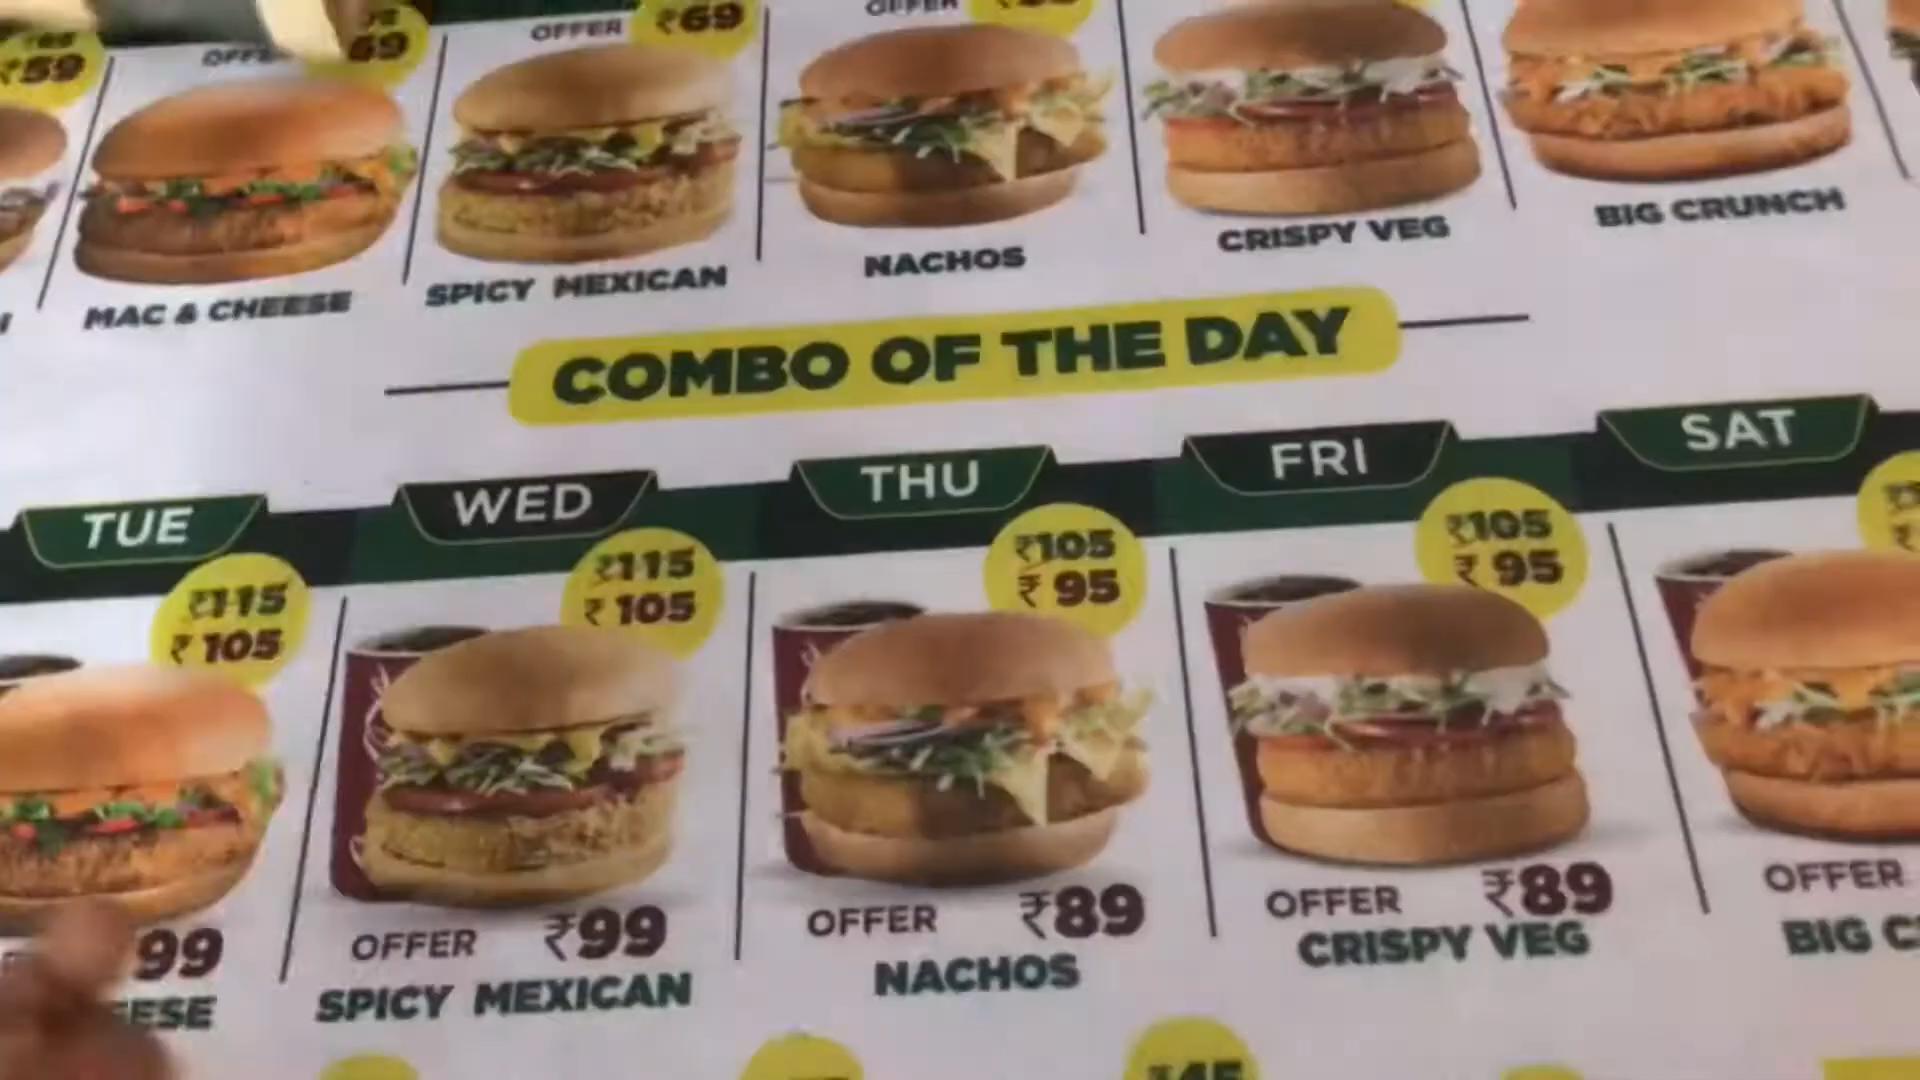 ₹59
69
OFFER ₹69
OFFER
MAC & CHEESE
SPICY MEXICAN
NACHOS
CRISPY VEG
BIG CRUNCH
COMBO OF THE DAY
TUE
WED
THU
FRI
SAT
₹115
₹105
₹115
₹105
₹105
₹95
₹105
₹95
99
OFFER ₹99
SPICY MEXICAN
OFFER ₹89
NACHOS
OFFER ₹89
CRISPY VEG
OFFER
BIG